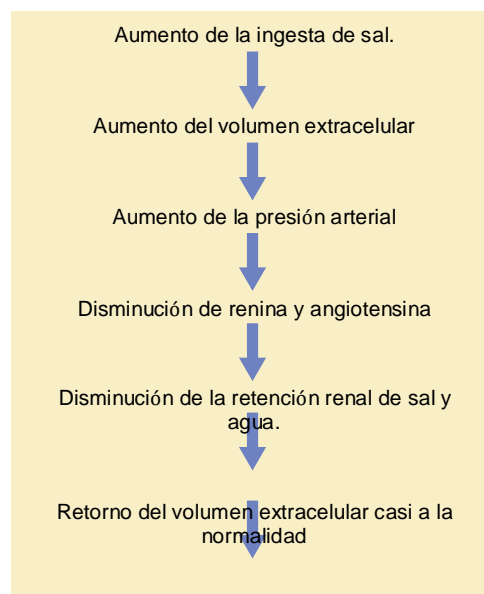 Aumento de la ingesta de sal.
Aumento del volumen extracelular
Aumento de la presión arterial
Disminución de renina y angiotensina
Disminución de la retención renal de sal y
agua.
Retorno del volumen extracelular casi a la
normalidad